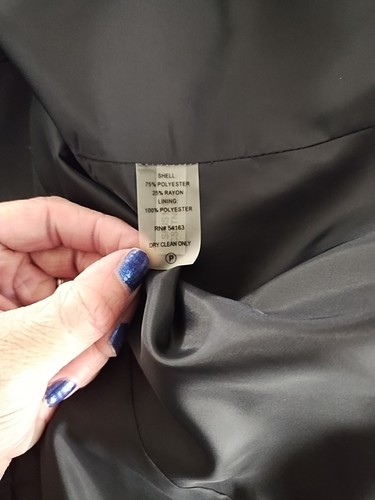 SHELL:
75% POLYESTER
25% RAYON
LINING:
100% POLYESTER
RN# 54163
DRY CLEAN ONLY
P